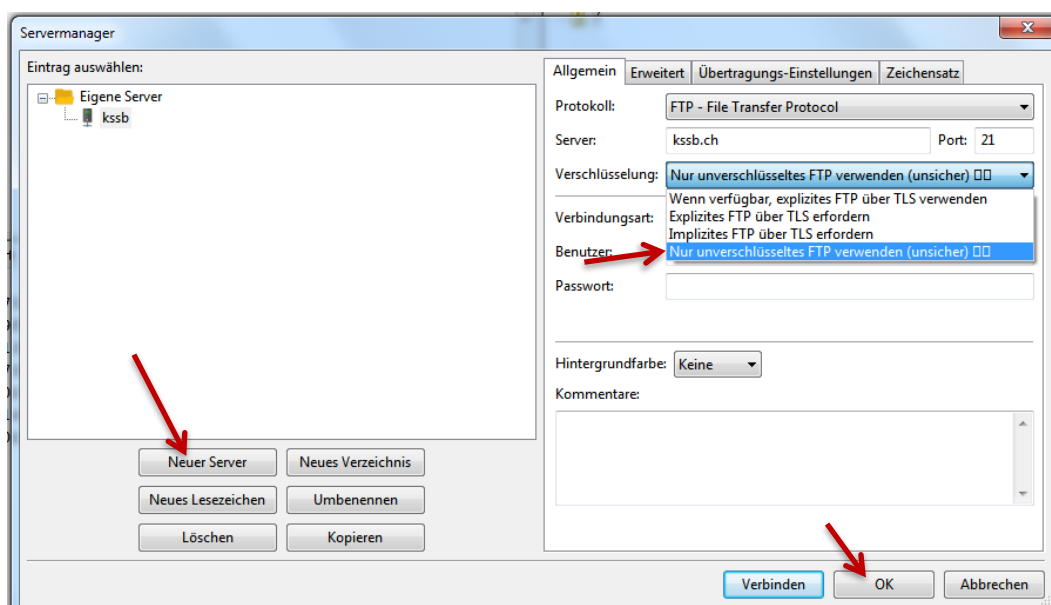 Servermanager
Eintrag auswählen:
Eigene Server
kssb
Neuer Server
Neues Verzeichnis
Neues Lesezeichen
Umbenennen
Löschen
Kopieren
Allgemein
Erweitert
Übertragungs-Einstellungen
Zeichensatz
Protokoll:
FTP - File Transfer Protocol
Server:
kssb.ch
Port:
21
Verschlüsselung:
Nur unverschlüsseltes FTP verwenden (unsicher) □□
Wenn verfügbar, explizites FTP über TLS verwenden
Explizites FTP über TLS erfordern
Implizites FTP über TLS erfordern
Nur unverschlüsseltes FTP verwenden (unsicher) □□
Verbindungsart:
Benutzer:
Passwort:
Hintergrundfarbe:
Keine
Kommentare:
Verbinden
OK
Abbrechen